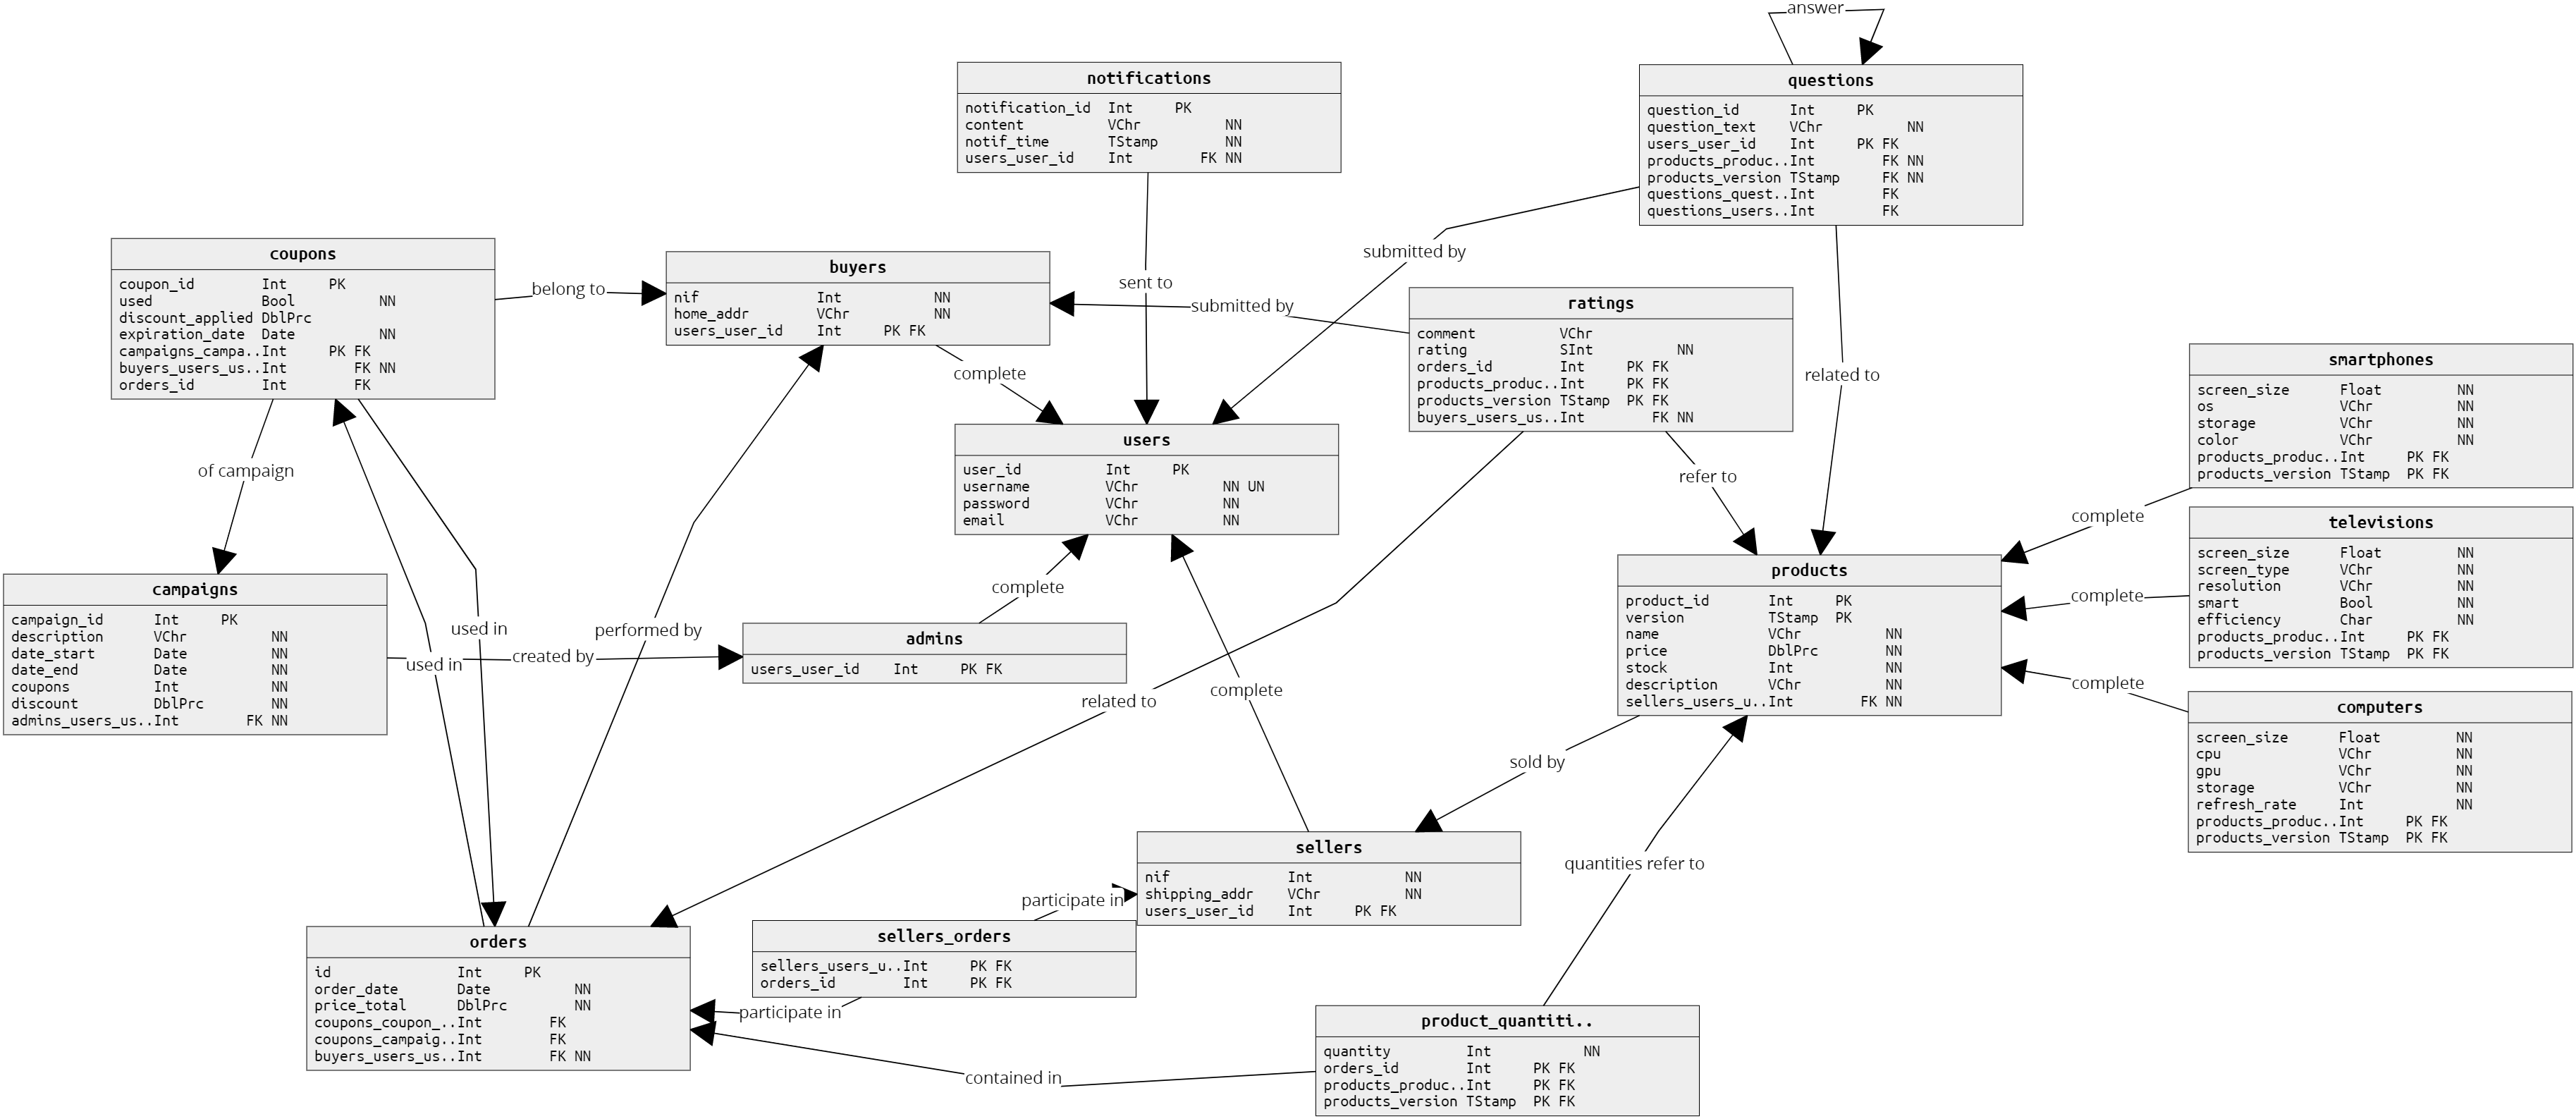 answer
notifications
notification_id Int PK
content VChr NN
notif_time TStamp NN
users_user_id Int FK NN
questions
question_id Int PK
question_text VChr NN
users_user_id Int PK FK
products_produc..Int FK NN
products_version TStamp FK NN
questions_quest..Int FK
questions_users..Int FK
coupons
coupon_id Int PK
used Bool NN
discount_applied DblPrc
expiration_date Date NN
campaigns_campa..Int PK FK
buyers_users_us..Int FK NN
orders_id Int FK
belong to
buyers
nif Int NN
home_addr VChr NN
users_user_id Int PK FK
sent to
submitted by
submitted by
ratings
comment VChr
rating SInt NN
orders_id Int PK FK
products_produc..Int PK FK
products_version TStamp PK FK
buyers_users_us..Int FK NN
related to
smartphones
screen_size Float NN
os VChr NN
storage VChr NN
color VChr NN
products_produc..Int PK FK
products_version TStamp PK FK
complete
users
user_id Int PK
username VChr NN UN
password VChr NN
email VChr NN
of campaign
refer to
complete
televisions
screen_size Float NN
screen_type VChr NN
resolution VChr NN
smart Bool NN
efficiency Char NN
products_produc..Int PK FK
products_version TStamp PK FK
complete
campaigns
campaign_id Int PK
description VChr NN
date_start Date NN
date_end Date NN
coupons Int NN
discount DblPrc NN
admins_users_us..Int FK NN
used in
used in
created by
performed by
complete
admins
users_user_id Int PK FK
complete
related to
products
product_id Int PK
version TStamp PK
name VChr NN
price DblPrc NN
stock Int NN
description VChr NN
sellers_users_u..Int FK NN
complete
computers
screen_size Float NN
cpu VChr NN
gpu VChr NN
storage VChr NN
refresh_rate Int NN
products_produc..Int PK FK
products_version TStamp PK FK
sold by
quantities refer to
sellers
nif Int NN
shipping_addr VChr NN
users_user_id Int PK FK
participate in
sellers_orders
sellers_users_u..Int PK FK
orders_id Int PK FK
participate in
orders
id Int PK
order_date Date NN
price_total DblPrc NN
coupons_coupon_..Int FK
coupons_campaig..Int FK
buyers_users_us..Int FK NN
contained in
product_quantiti..
quantity Int NN
orders_id Int PK FK
products_produc..Int PK FK
products_version TStamp PK FK